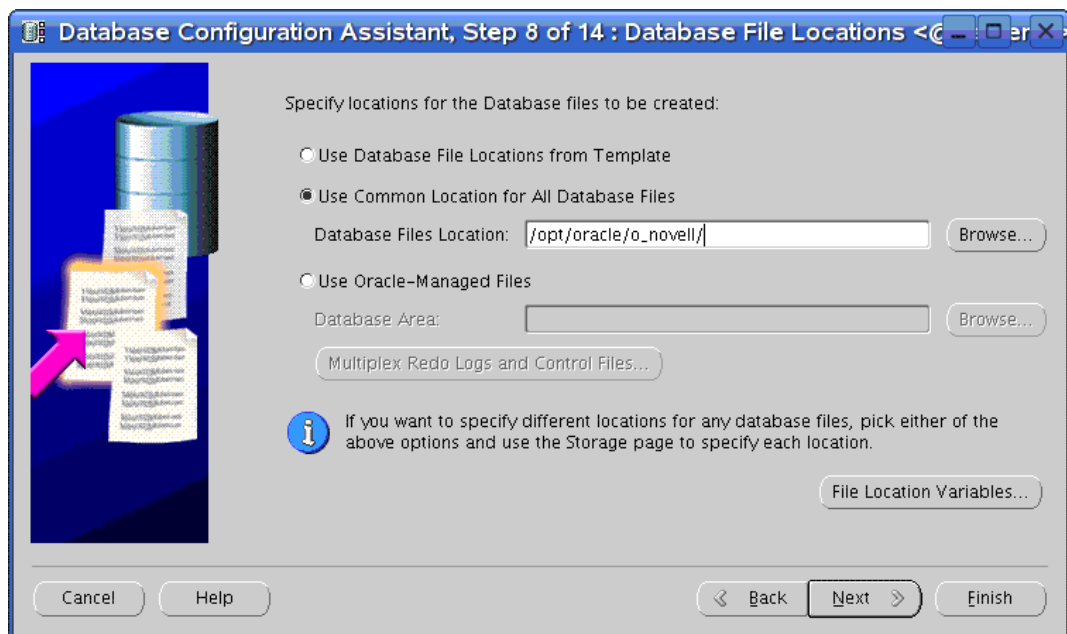 Database Configuration Assistant, Step 8 of 14 : Database File Locations <@
Specify locations for the Database files to be created:
Use Database File Locations from Template
Use Common Location for All Database Files
Database Files Location: /opt/oracle/o_novell/ Browse...
Use Oracle-Managed Files
Database Area: Browse...
Multiplex Redo Logs and Control Files...
If you want to specify different locations for any database files, pick either of the
above options and use the Storage page to specify each location.
File Location Variables...
Cancel Help Back Next Finish